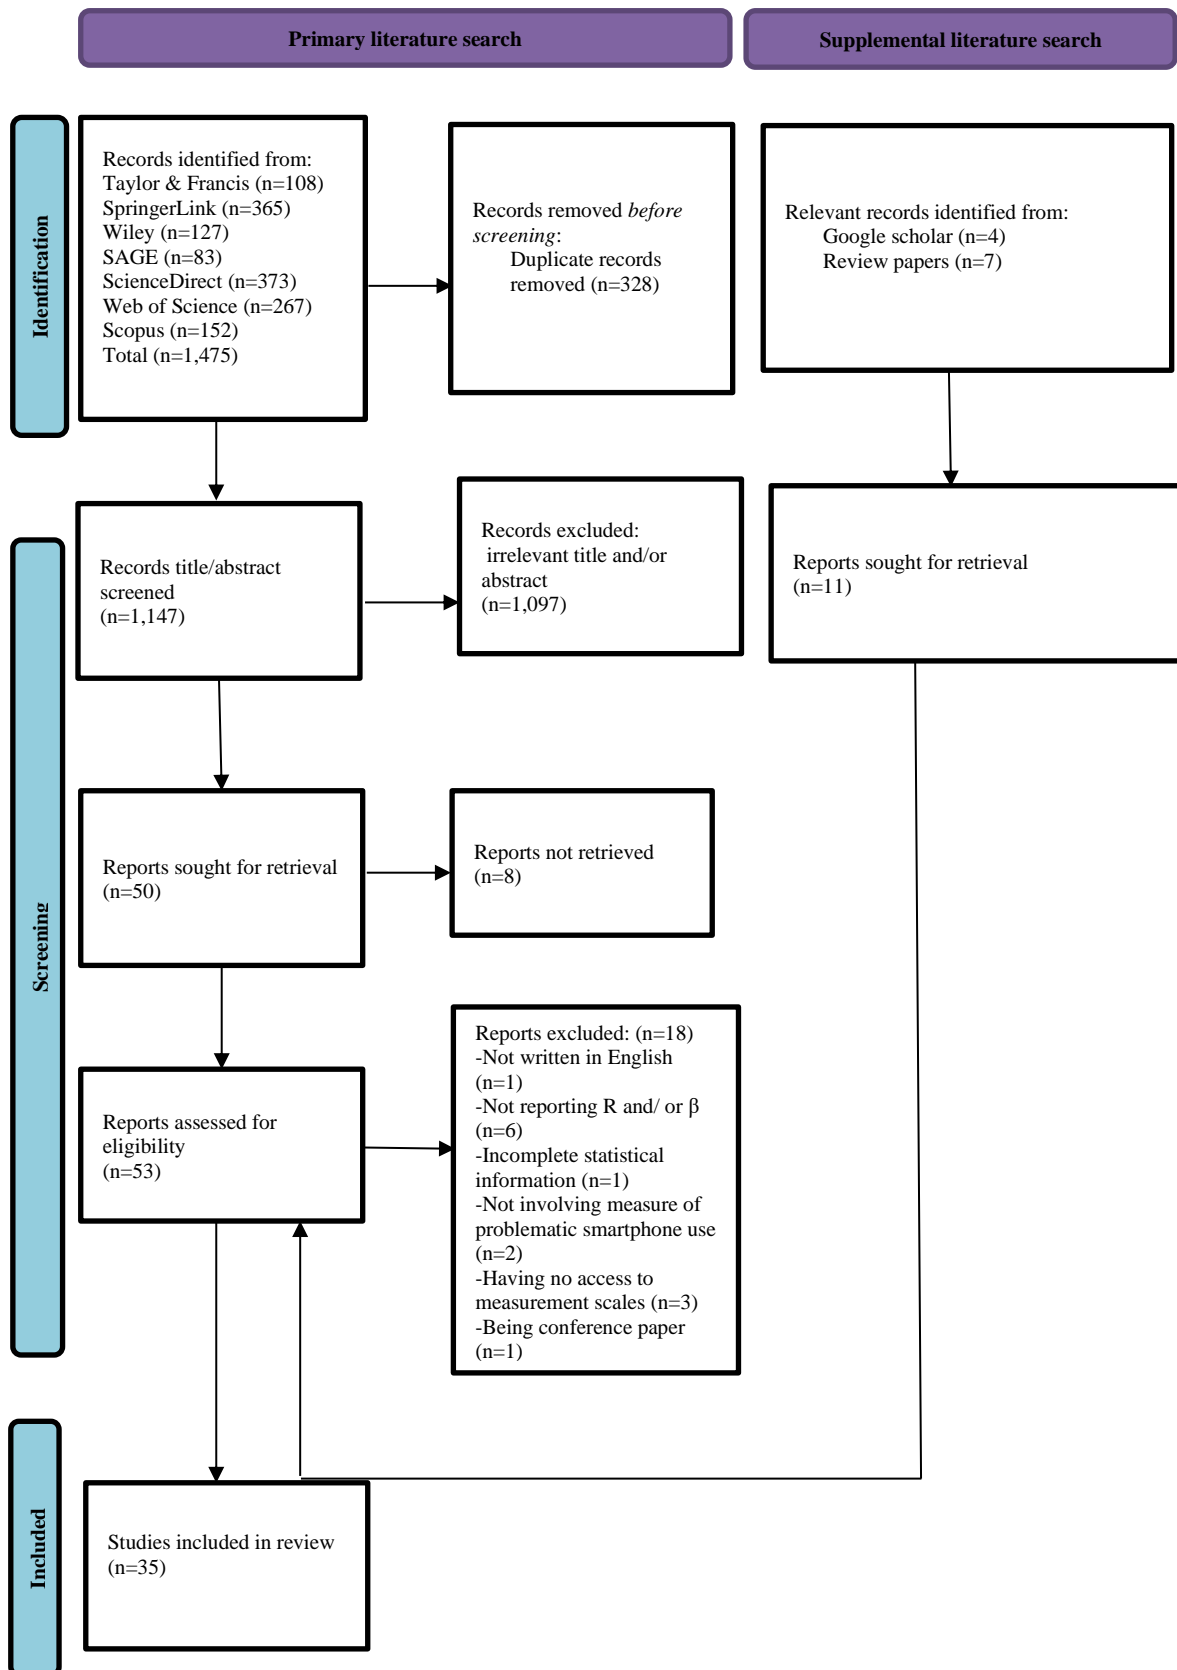 Primary literature search
Supplemental literature search
Identification
Records identified from:
Taylor & Francis (n=108)
SpringerLink (n=365)
Wiley (n=127)
SAGE (n=83)
ScienceDirect (n=373)
Web of Science (n=267)
Scopus (n=152)
Total (n=1,475)
Records removed before
screening:
Duplicate records
removed (n=328)
Relevant records identified from:
Google scholar (n=4)
Review papers (n=7)
Screening
Records title/abstract
screened
(n=1,147)
Records excluded:
irrelevant title and/or
abstract
(n=1,097)
Reports sought for retrieval
(n=11)
Reports sought for retrieval
(n=50)
Reports not retrieved
(n=8)
Reports assessed for
eligibility
(n=53)
Reports excluded: (n=18)
-Not written in English
(n=1)
-Not reporting R and/ or β
(n=6)
-Incomplete statistical
information (n=1)
-Not involving measure of
problematic smartphone use
(n=2)
-Having no access to
measurement scales (n=3)
-Being conference paper
(n=1)
Included
Studies included in review
(n=35)